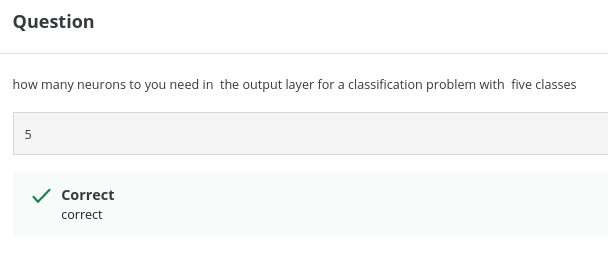 Question
how many neurons to you need in  the output layer for a classification problem with  five classes
5
Correct
correct